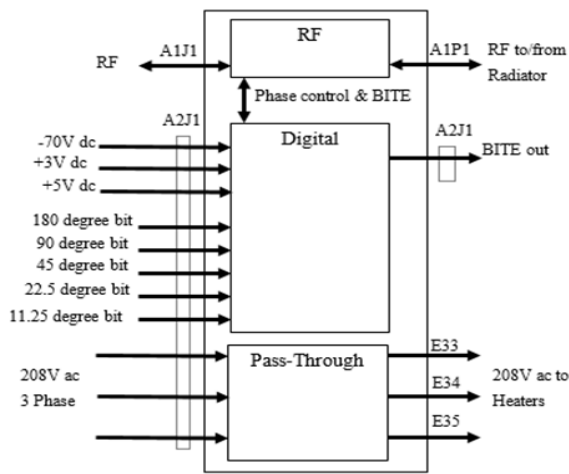 RF
A1J1
RF
A1P1
RF to/from
Radiator
Phase control & BITE
A2J1
Digital
A2J1
BITE out
-70V dc
+3V dc
+5V dc
180 degree bit
90 degree bit
45 degree bit
22.5 degree bit
11.25 degree bit
Pass-Through
E33
208V ac
3 Phase
E34
208V ac to
Heaters
E35